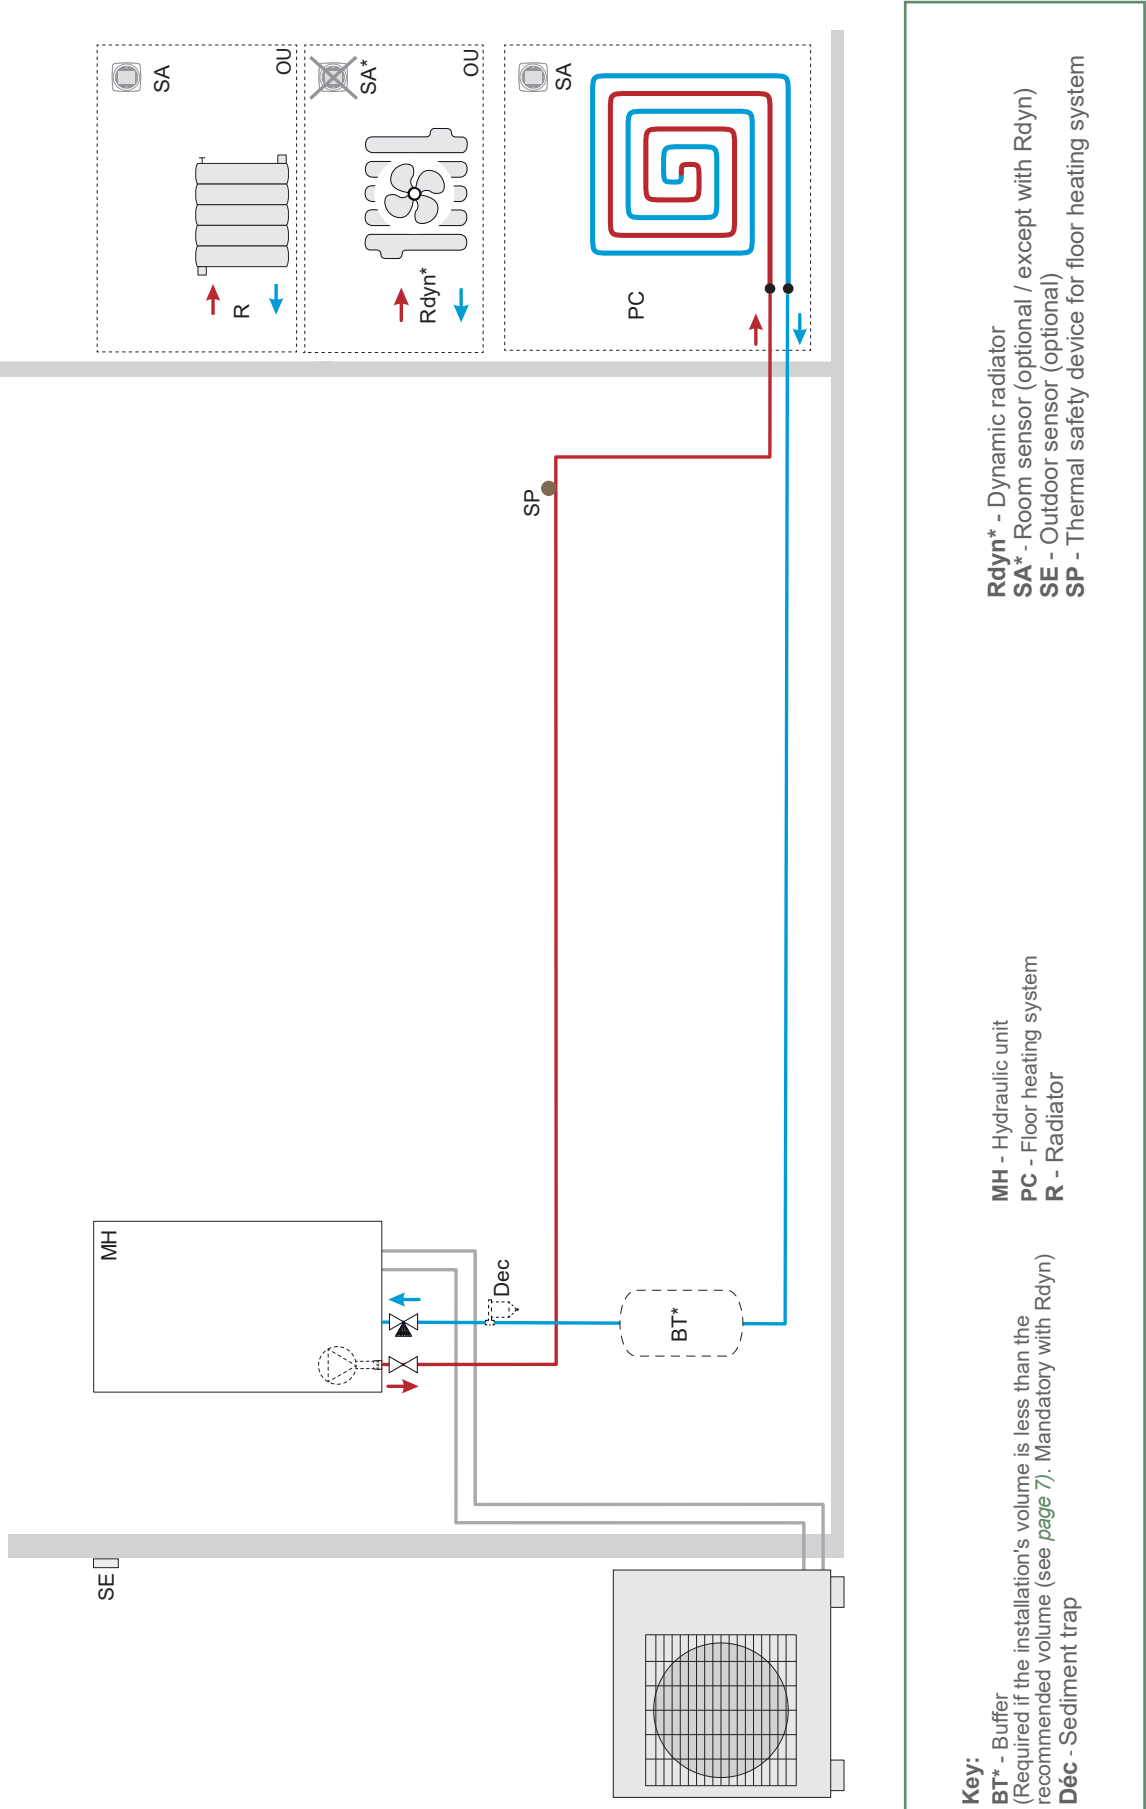 SE
MH
Dec
BT*
SP
SA
OU
R
SA*
OU
Rdyn*
SA
PC
Key:
BT* - Buffer
(Required if the installation's volume is less than the
recommended volume (see page 7). Mandatory with Rdyn)
Déc - Sediment trap
MH - Hydraulic unit
PC - Floor heating system
R - Radiator
Rdyn* - Dynamic radiator
SA* - Room sensor (optional / except with Rdyn)
SE - Outdoor sensor (optional)
SP - Thermal safety device for floor heating system